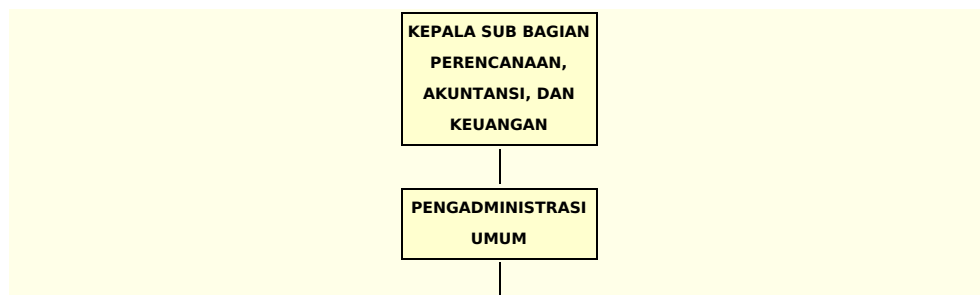 KEPALA SUB BAGIAN
PERENCANAAN,
AKUNTANSI, DAN
KEUANGAN
PENGADMINISTRASI
UMUM